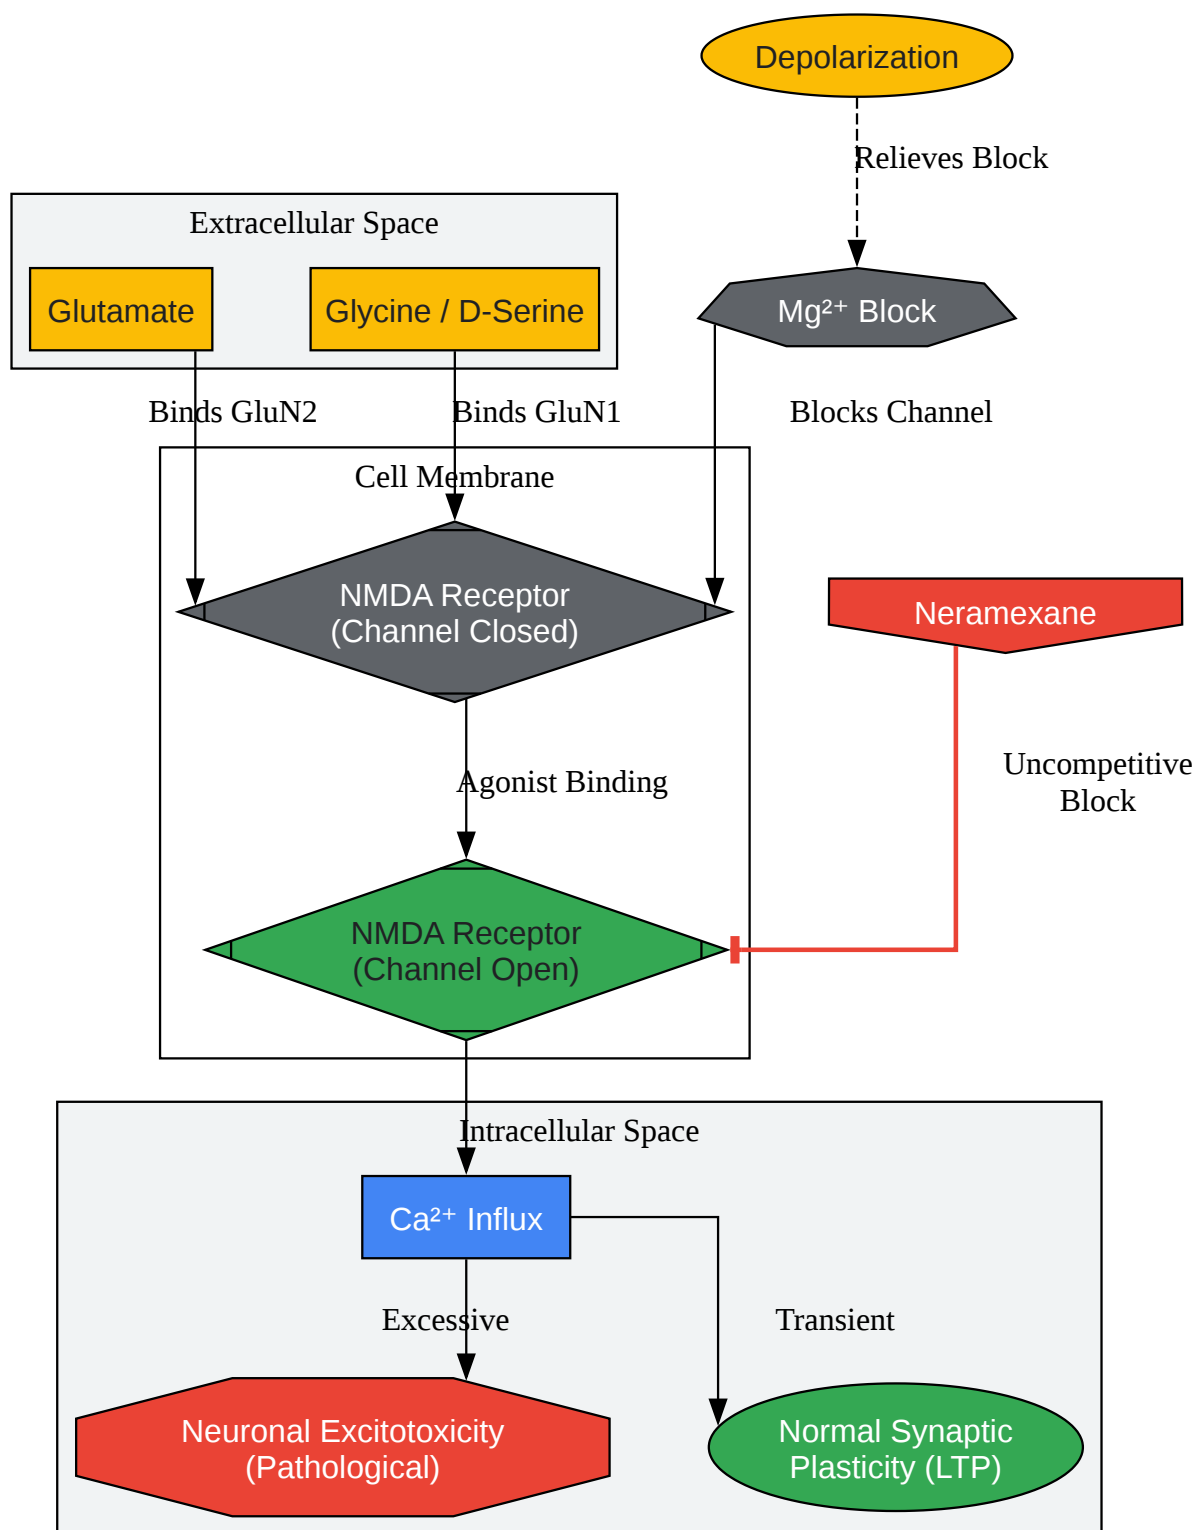 Depolarization
Relieves Block
Extracellular Space
Glutamate
Glycine / D-Serine
Mg²⁺ Block
Binds GluN2
Binds GluN1
Blocks Channel
Cell Membrane
NMDA Receptor
(Channel Closed)
Neramexane
Uncompetitive
Block
Agonist Binding
NMDA Receptor
(Channel Open)
Intracellular Space
Ca²⁺ Influx
Excessive
Transient
Neuronal Excitotoxicity
(Pathological)
Normal Synaptic
Plasticity (LTP)